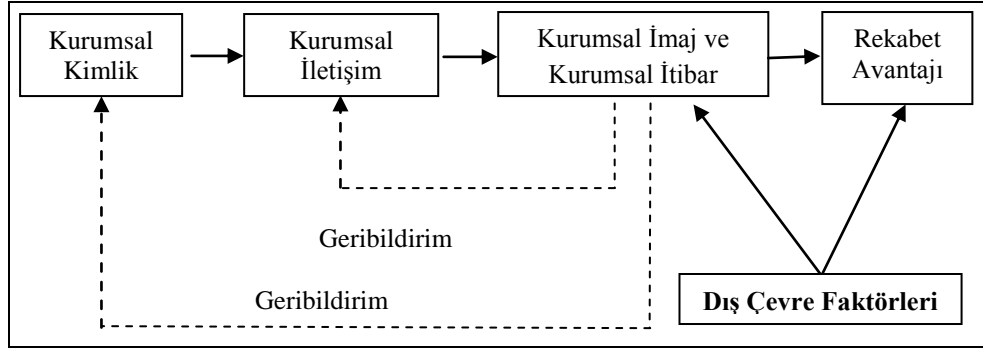 Kurumsal
Kimlik
Kurumsal
İletişim
Kurumsal İmaj ve
Kurumsal İtibar
Rekabet
Avantajı
Geribildirim
Geribildirim
Dış Çevre Faktörleri